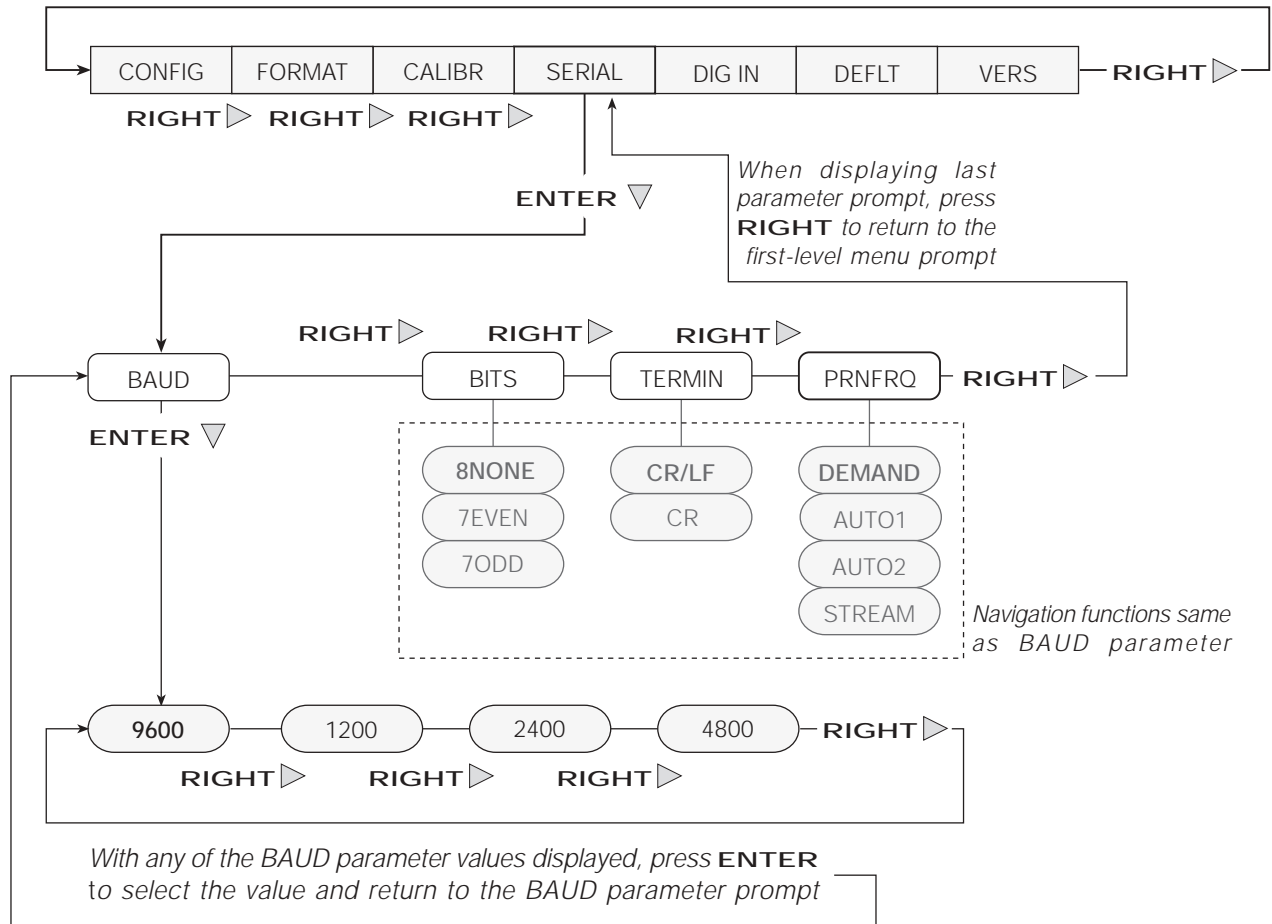 CONFIG FORMAT CALIBR SERIAL DIG IN DEFLT VERS RIGHT
RIGHT RIGHT RIGHT
When displaying last
parameter prompt, press
RIGHT to return to the
first-level menu prompt
ENTER
RIGHT RIGHT RIGHT
BAUD BITS TERMIN PRNFRQ RIGHT
ENTER
8NONE CR/LF DEMAND
7EVEN CR AUTO1
7ODD AUTO2
STREAM
Navigation functions same
as BAUD parameter
9600 1200 2400 4800 RIGHT
RIGHT RIGHT RIGHT
With any of the BAUD parameter values displayed, press ENTER
to select the value and return to the BAUD parameter prompt